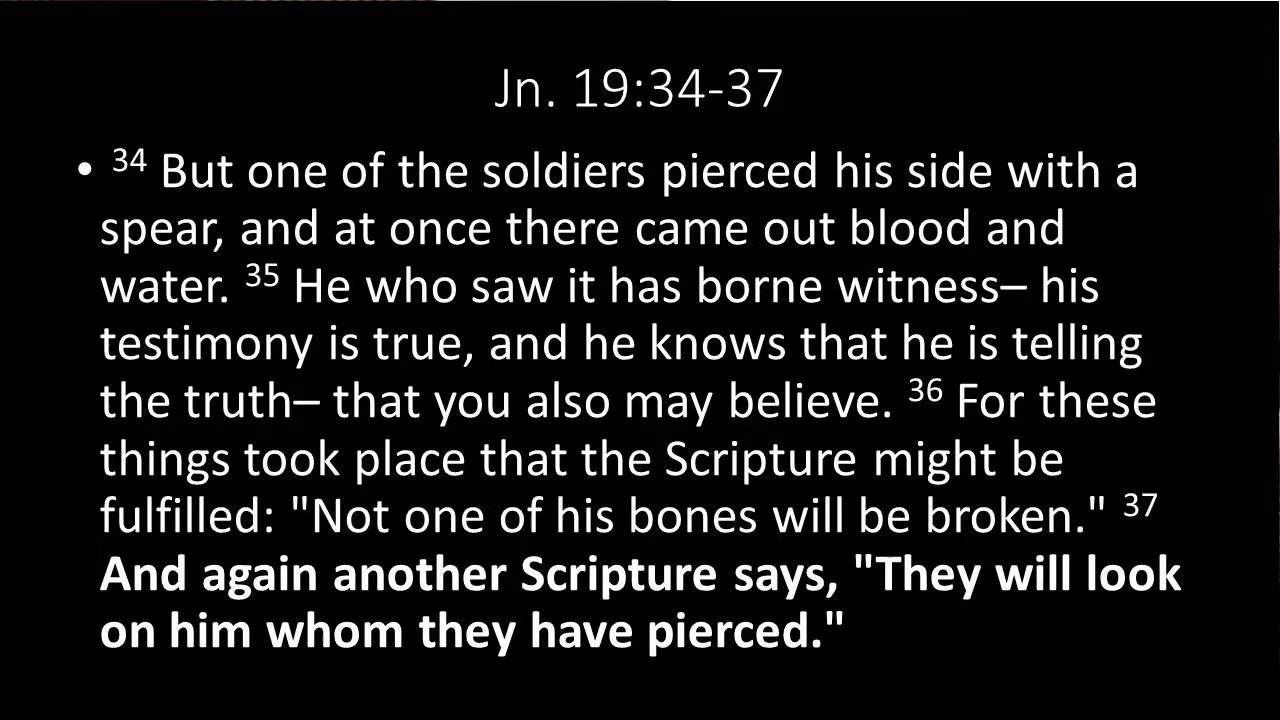 Jn. 19:34-37
• 34 But one of the soldiers pierced his side with a
spear, and at once there came out blood and
water. 35 He who saw it has borne witness– his
testimony is true, and he knows that he is telling
the truth– that you also may believe. 36 For these
things took place that the Scripture might be
fulfilled: "Not one of his bones will be broken." 37
And again another Scripture says, "They will look
on him whom they have pierced."